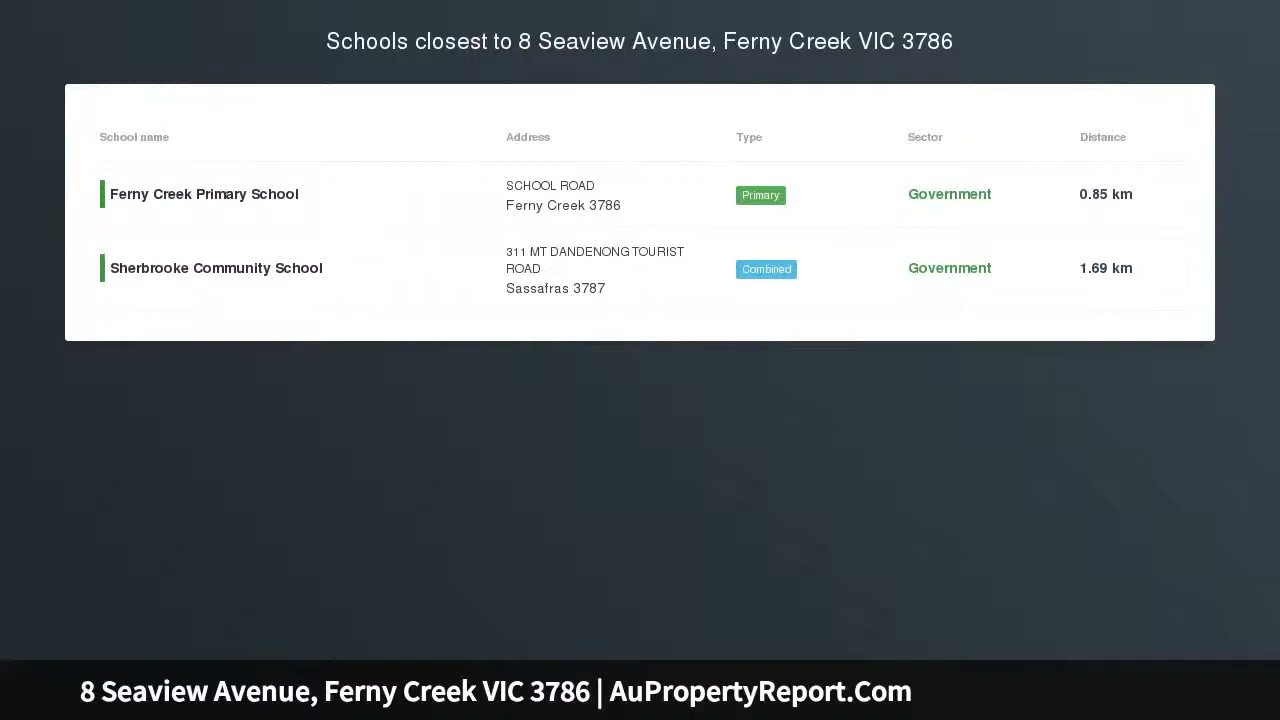 Schools closest to 8 Seaview Avenue, Ferny Creek VIC 3786
School name Address Type Sector Distance
Ferny Creek Primary School SCHOOL ROAD Primary Government 0.85 km
Ferny Creek 3786
Sherbrooke Community School 311 MT DANDENONG TOURIST Combined Government 1.69 km
ROAD
Sassafras 3787
8 Seaview Avenue, Ferny Creek VIC 3786 | AuPropertyReport.Com